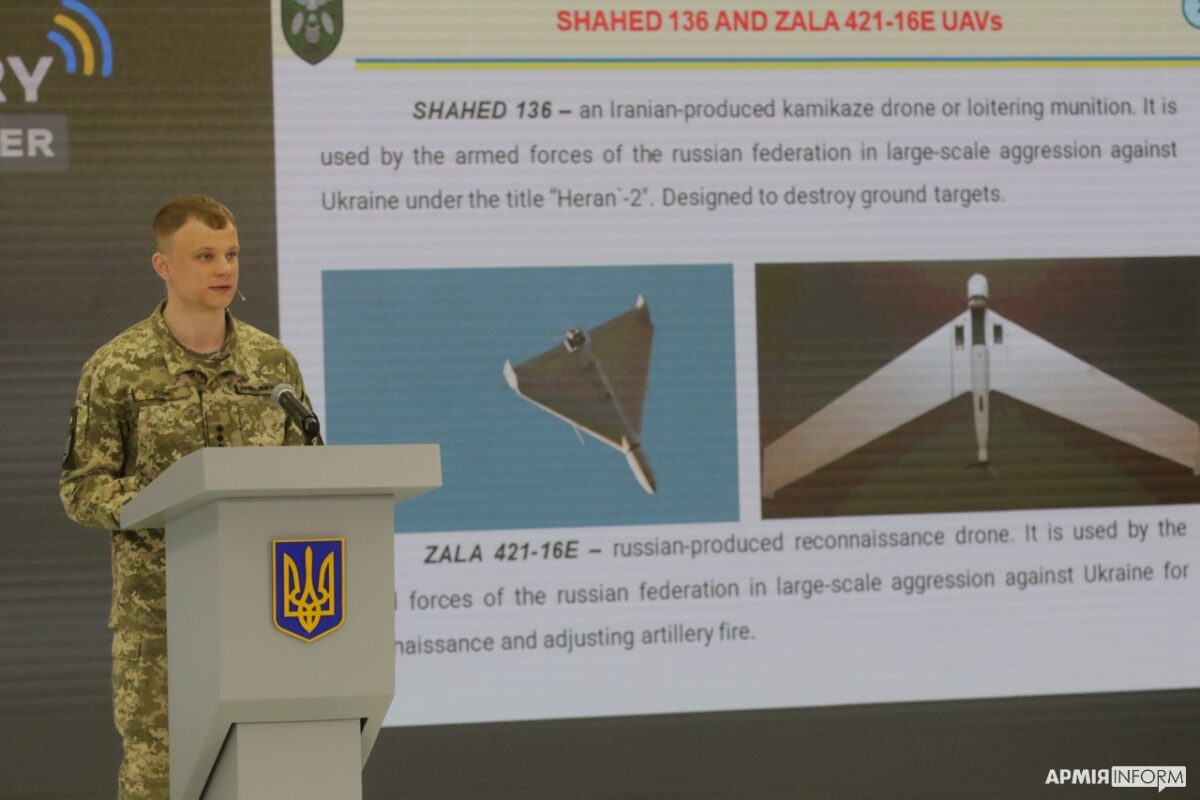 RY
ER
SHAHED 136 AND ZALA 421-16E UAVs
SHAHED 136 – an Iranian-produced kamikaze drone or loitering munition. It is
used by the armed forces of the russian federation in large-scale aggression against
Ukraine under the title "Heran`-2". Designed to destroy ground targets.
ZALA 421-16E – russian-produced reconnaissance drone. It is used by the
forces of the russian federation in large-scale aggression against Ukraine for
naissance and adjusting artillery fire.
АРМІЯINFORM